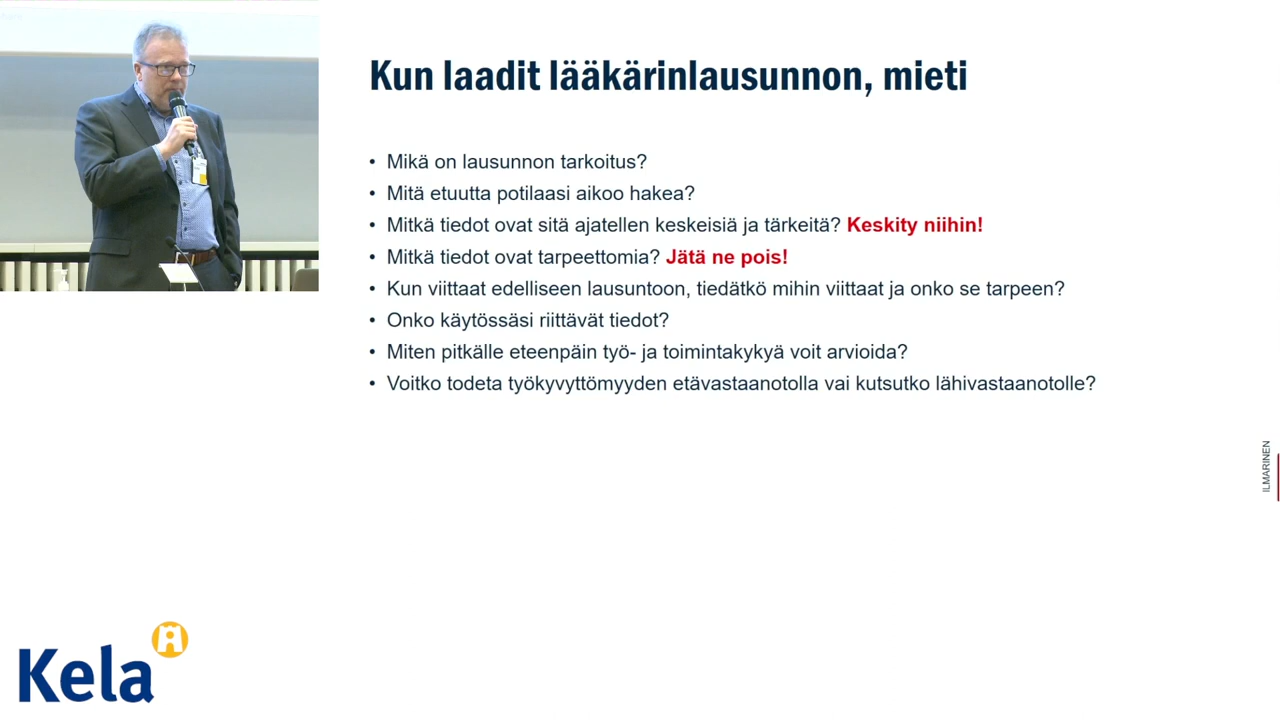 Kun laadit lääkärinlausunnon, mieti
• Mikä on lausunnon tarkoitus?
• Mitä etuutta potilaasi aikoo hakea?
• Mitkä tiedot ovat sitä ajatellen keskeisiä ja tärkeitä? Keskity niihin!
• Mitkä tiedot ovat tarpeettomia? Jätä ne pois!
• Kun viittaat edelliseen lausuntoon, tiedätkö mihin viittaat ja onko se tarpeen?
• Onko käytössäsi riittävät tiedot?
• Miten pitkälle eteenpäin työ- ja toimintakykyä voit arvioida?
• Voitko todeta työkyvyttömyyden etävastaanotolla vai kutsutko lähivastaanotolle?
ILMARINEN
Kela